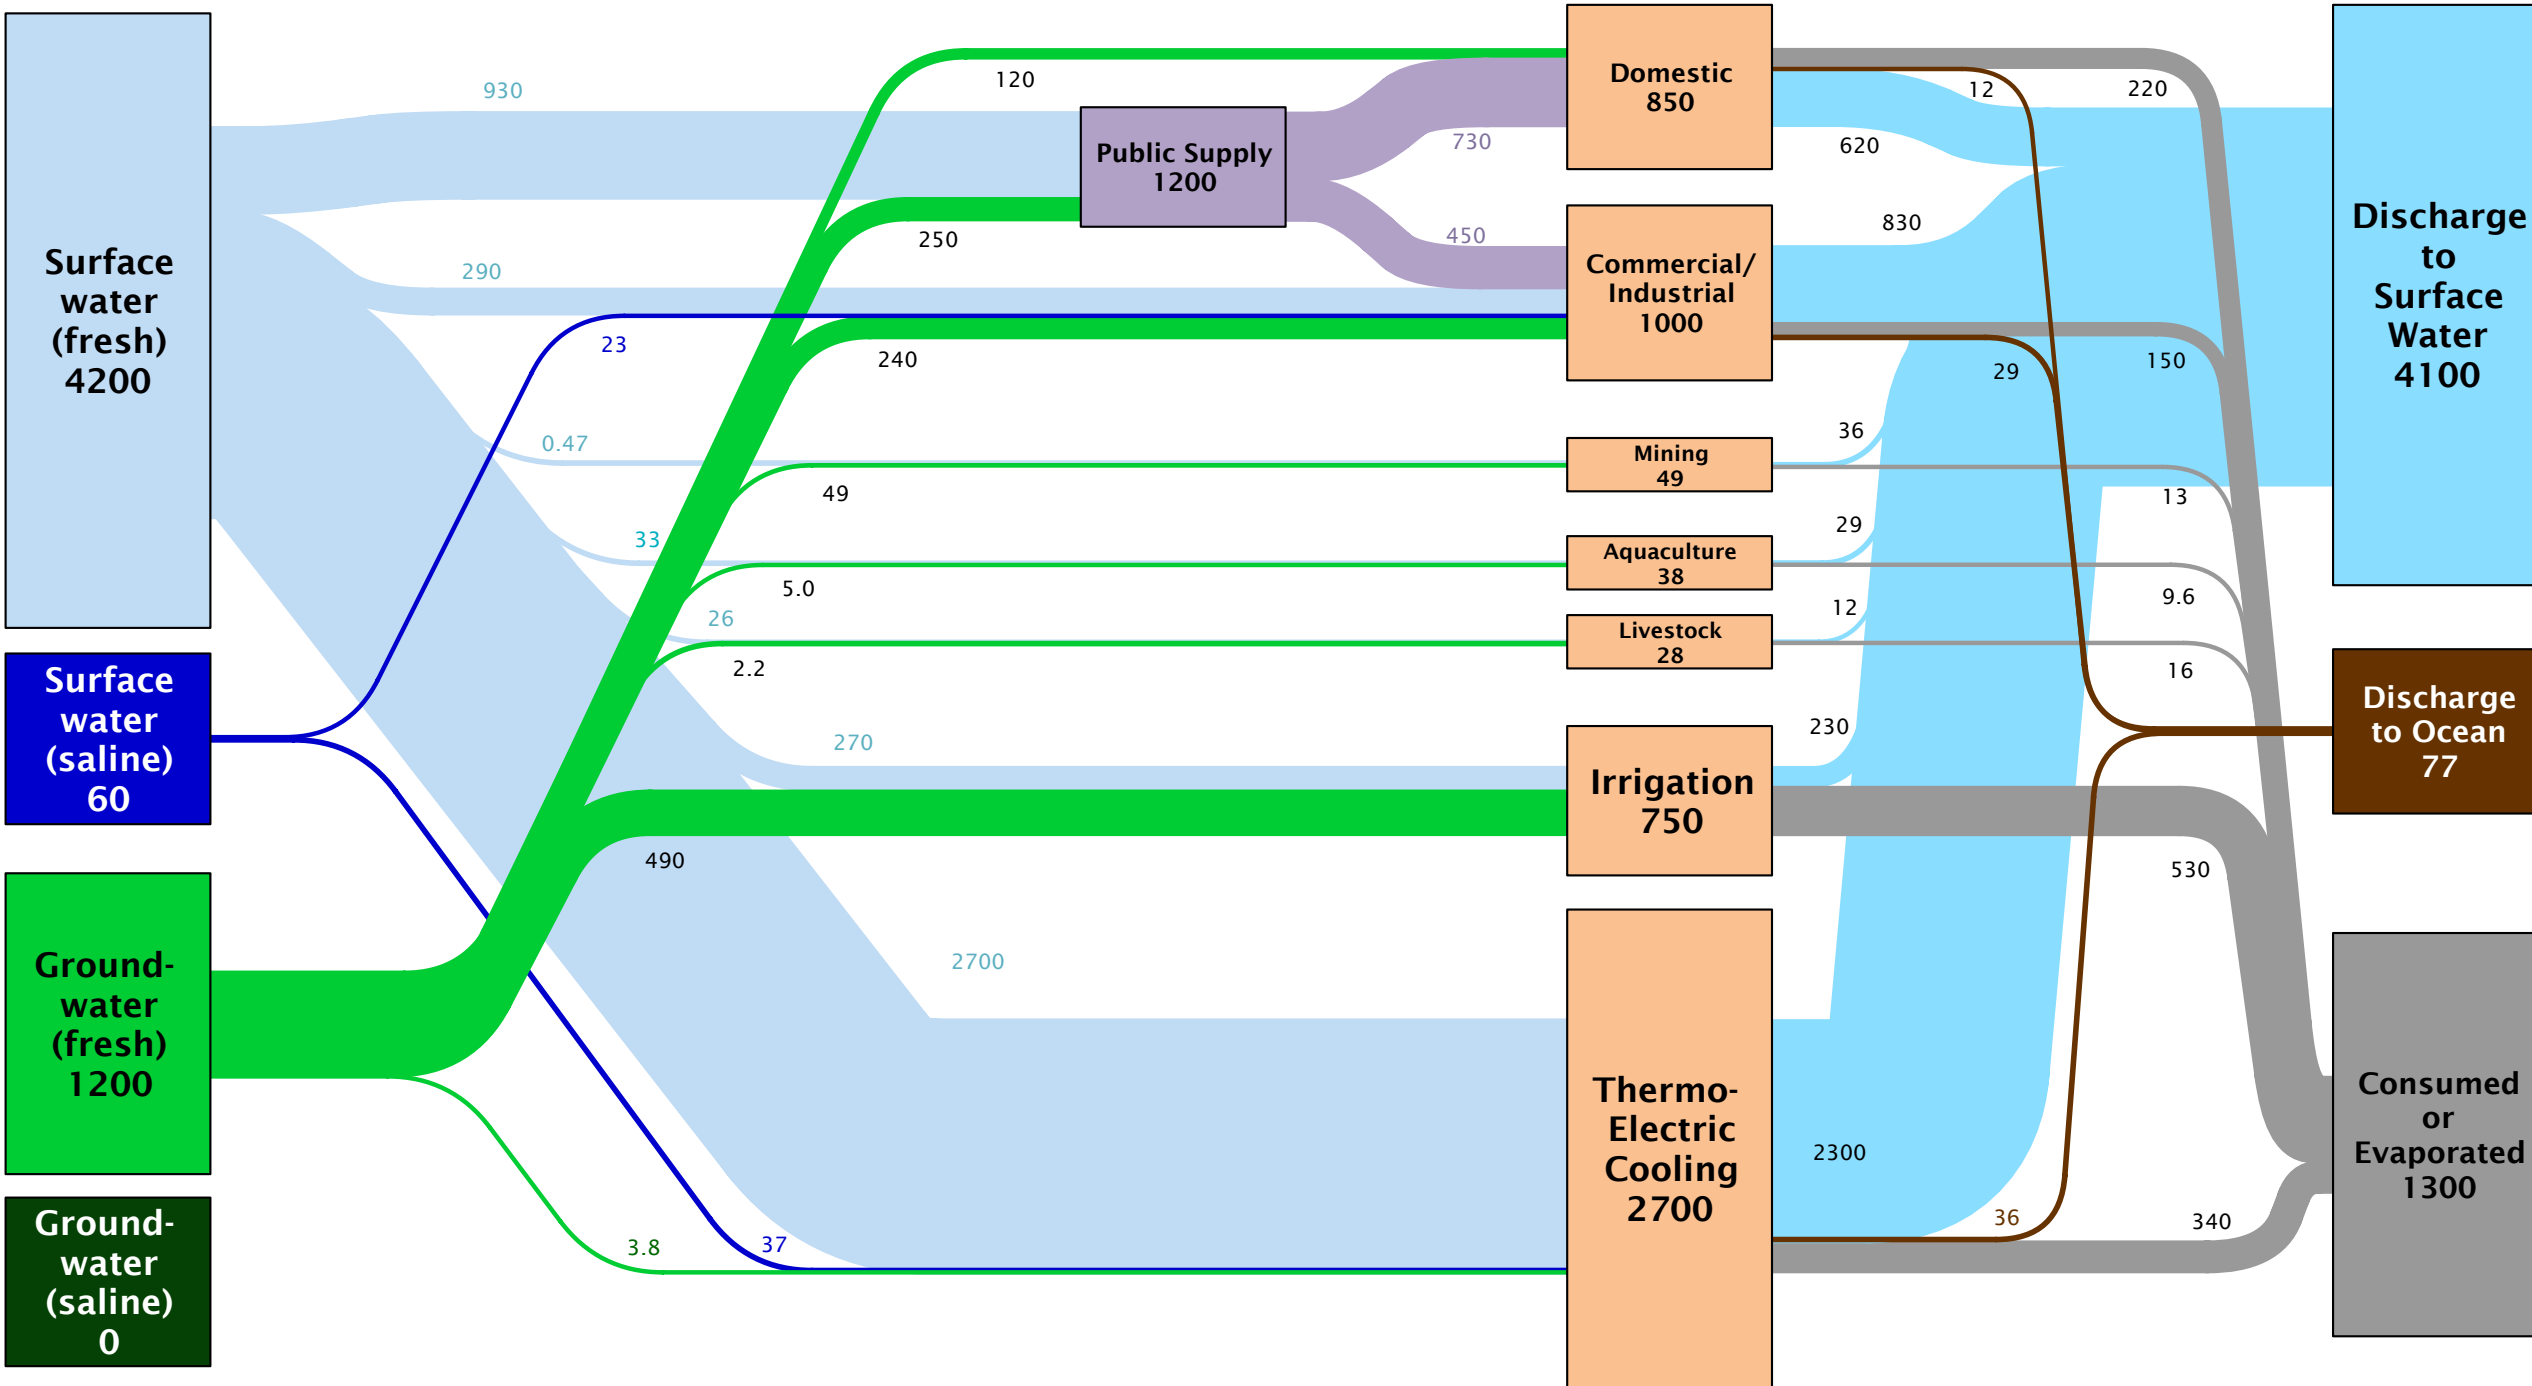 Surface
water
(fresh)
4200
Surface
water
(saline)
60
Ground-
water
(fresh)
1200
Ground-
water
(saline)
0
930
290
23
0.47
33
26
270
2700
120
250
240
49
5.0
2.2
490
3.8
37
Public Supply
1200
730
450
Domestic
850
Commercial/
Industrial
1000
Mining
49
Aquaculture
38
Livestock
28
Irrigation
750
Thermo-
Electric
Cooling
2700
12
220
620
830
29
150
36
13
29
9.6
12
16
230
530
2300
36
340
Discharge
to
Surface
Water
4100
Discharge
to Ocean
77
Consumed
or
Evaporated
1300